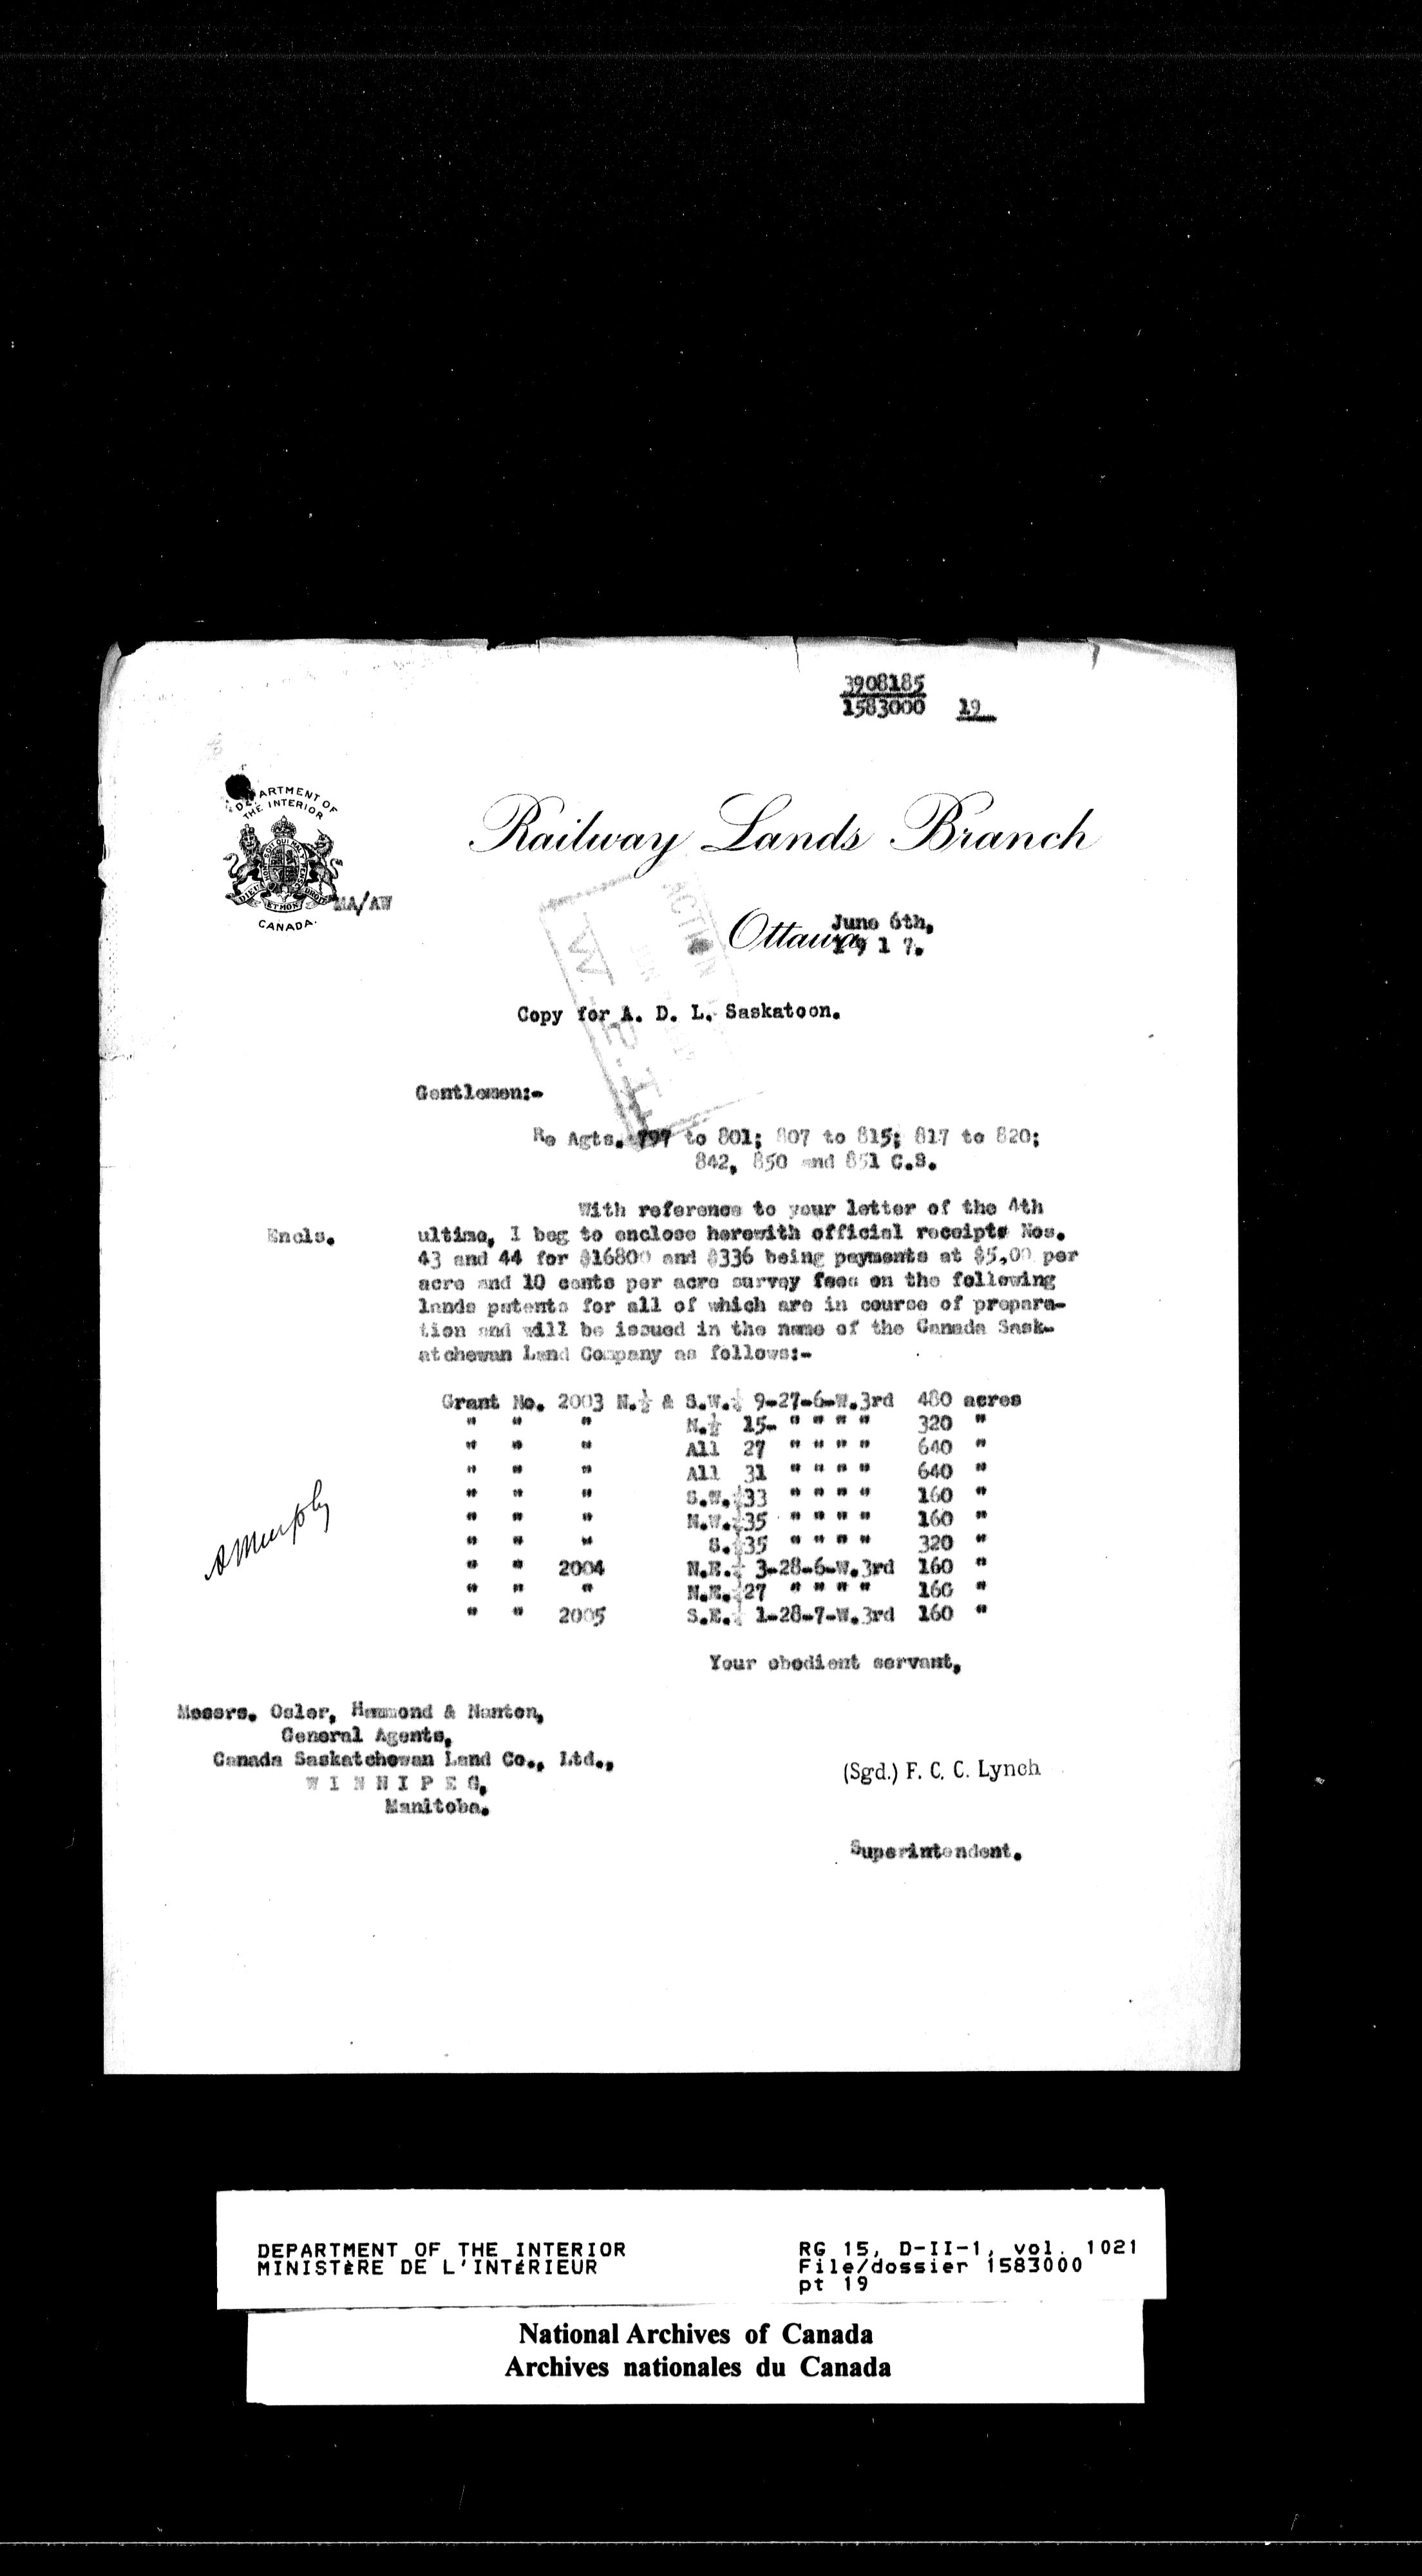 3908185
1583000 19
DEPARTMENT OF
THE INTERIOR
DIEU ET MON DROIT
CANADA.
MA/AW
Railway Lands Branch
ACTION
Ottawa June 6th,
1917.
Copy for A. D. L. Saskatoon.
Gentlemen:-
Re Agts. 797 to 801; 807 to 815; 817 to 820;
842, 850 and 851 C.S.
With reference to your letter of the 4th
Encls. ultimo, I beg to enclose herewith official receipts Nos.
43 and 44 for $16800 and $336 being payments at $5,00 per
acre and 10 cents per acre survey fees on the following
lands patents for all of which are in course of prepara-
tion and will be issued in the name of the Canada Sask-
atchewan Land Company as follows:-
Grant No. 2003 N.½ & S.W.¼ 9-27-6-W.3rd 480 acres
" " " N.½ 15- " " " " 320 "
" " " All 27 " " " " 640 "
" " " All 31 " " " " 640 "
" " " S.W.¼33 " " " " 160 "
" " " N.W.¼35 " " " " 160 "
" " " S.½35 " " " " 320 "
" " 2004 N.E.¼ 3-28-6-W.3rd 160 "
" " " N.E.¼27 " " " " 160 "
" " 2005 S.E.¼ 1-28-7-W.3rd 160 "
AMurphy
Your obedient servant,
Messrs. Osler, Hammond & Nanton,
General Agents,
Canada Saskatchewan Land Co., Ltd.,
W I N N I P E G,
Manitoba.
(Sgd.) F. C. C. Lynch
Superintendent.
DEPARTMENT OF THE INTERIOR
MINISTÈRE DE L'INTÉRIEUR
RG 15, D-II-1, vol. 1021
File/dossier 1583000
pt 19
National Archives of Canada
Archives nationales du Canada